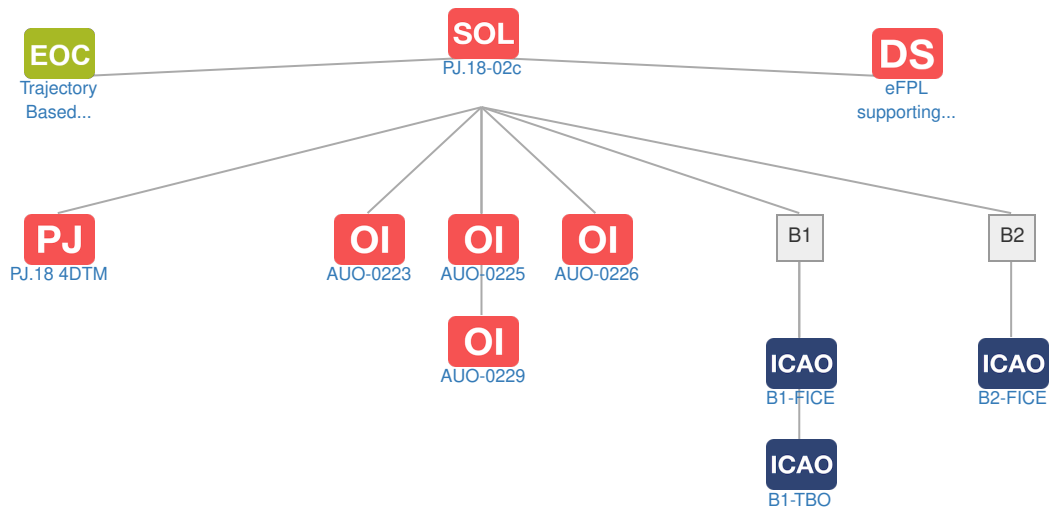 EOC
Trajectory
Based...
SOL
PJ.18-02c
DS
eFPL
supporting...
PJ
PJ.18 4DTM
OI
AUO-0223
OI
AUO-0225
OI
AUO-0226
B1
B2
OI
AUO-0229
ICAO
B1-FICE
ICAO
B2-FICE
ICAO
B1-TBO